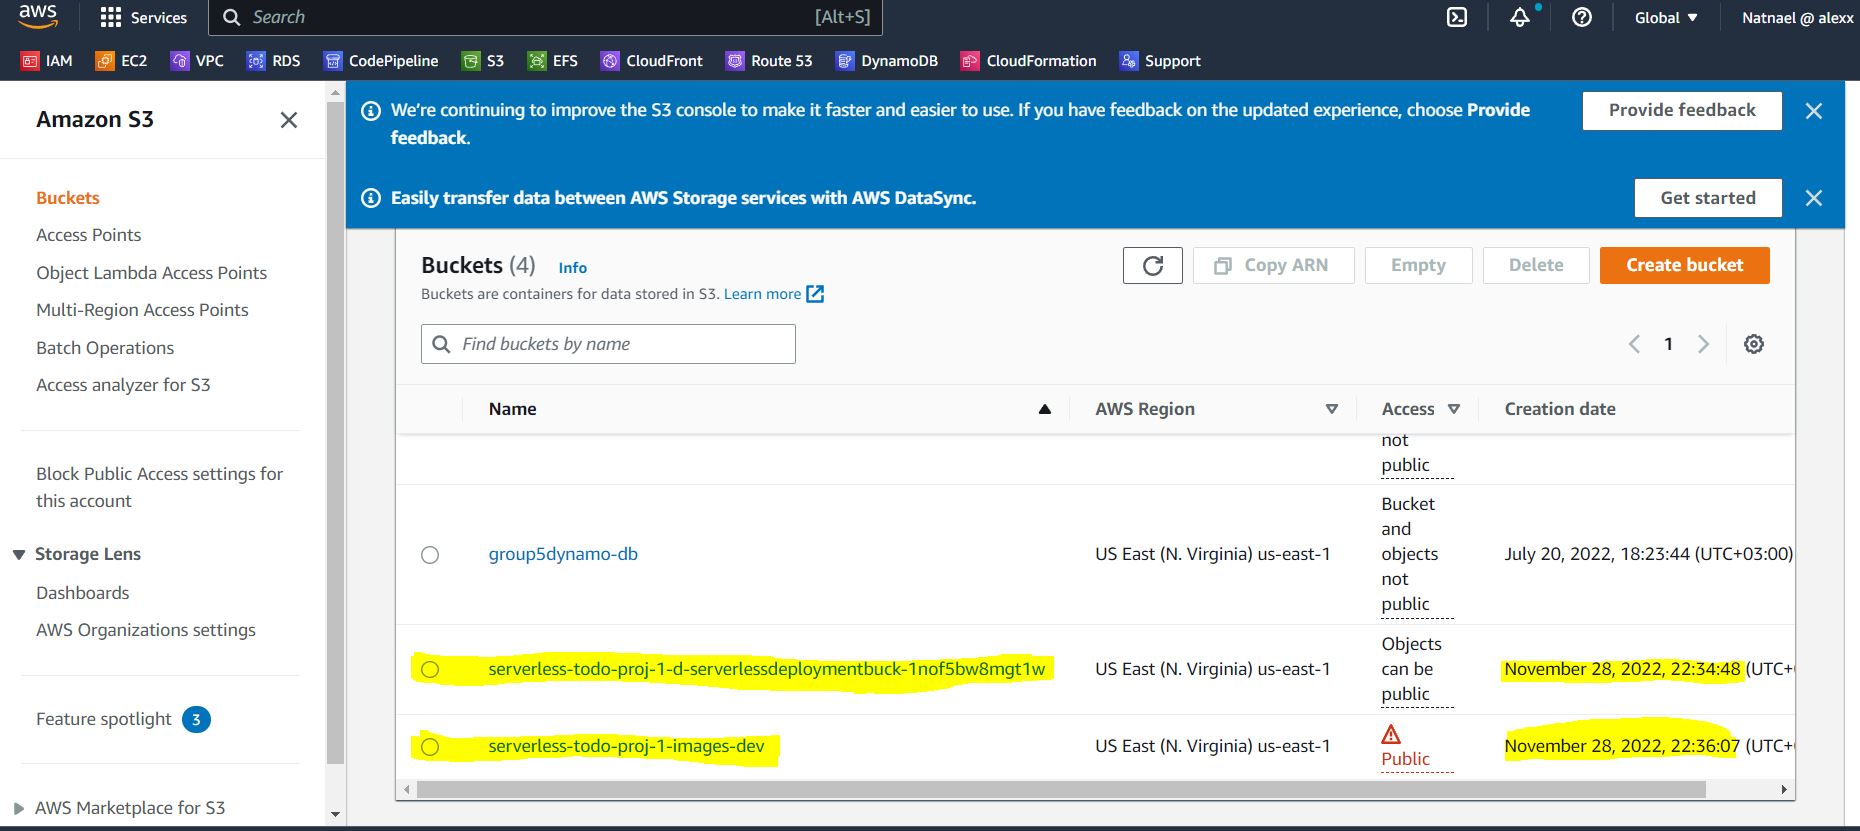 aws
Services
Search
[Alt+S]
Global
Natnael @ alexx
IAM
EC2
VPC
RDS
CodePipeline
S3
EFS
CloudFront
Route 53
DynamoDB
CloudFormation
Support
Amazon S3
Buckets
Access Points
Object Lambda Access Points
Multi-Region Access Points
Batch Operations
Access analyzer for S3
Block Public Access settings for
this account
Storage Lens
Dashboards
AWS Organizations settings
Feature spotlight 3
AWS Marketplace for S3
We're continuing to improve the S3 console to make it faster and easier to use. If you have feedback on the updated experience, choose Provide
feedback.
Provide feedback
Easily transfer data between AWS Storage services with AWS DataSync.
Get started
Buckets (4) Info
Buckets are containers for data stored in S3. Learn more
Copy ARN
Empty
Delete
Create bucket
Find buckets by name
1
Name
AWS Region
Access
Creation date
not
public
group5dynamo-db
US East (N. Virginia) us-east-1
Bucket
and
objects
not
public
July 20, 2022, 18:23:44 (UTC+03:00)
serverless-todo-proj-1-d-serverlessdeploymentbuck-1nof5bw8mgt1w
US East (N. Virginia) us-east-1
Objects
can be
public
November 28, 2022, 22:34:48 (UTC+
serverless-todo-proj-1-images-dev
US East (N. Virginia) us-east-1
Public
November 28, 2022, 22:36:07 (UTC+